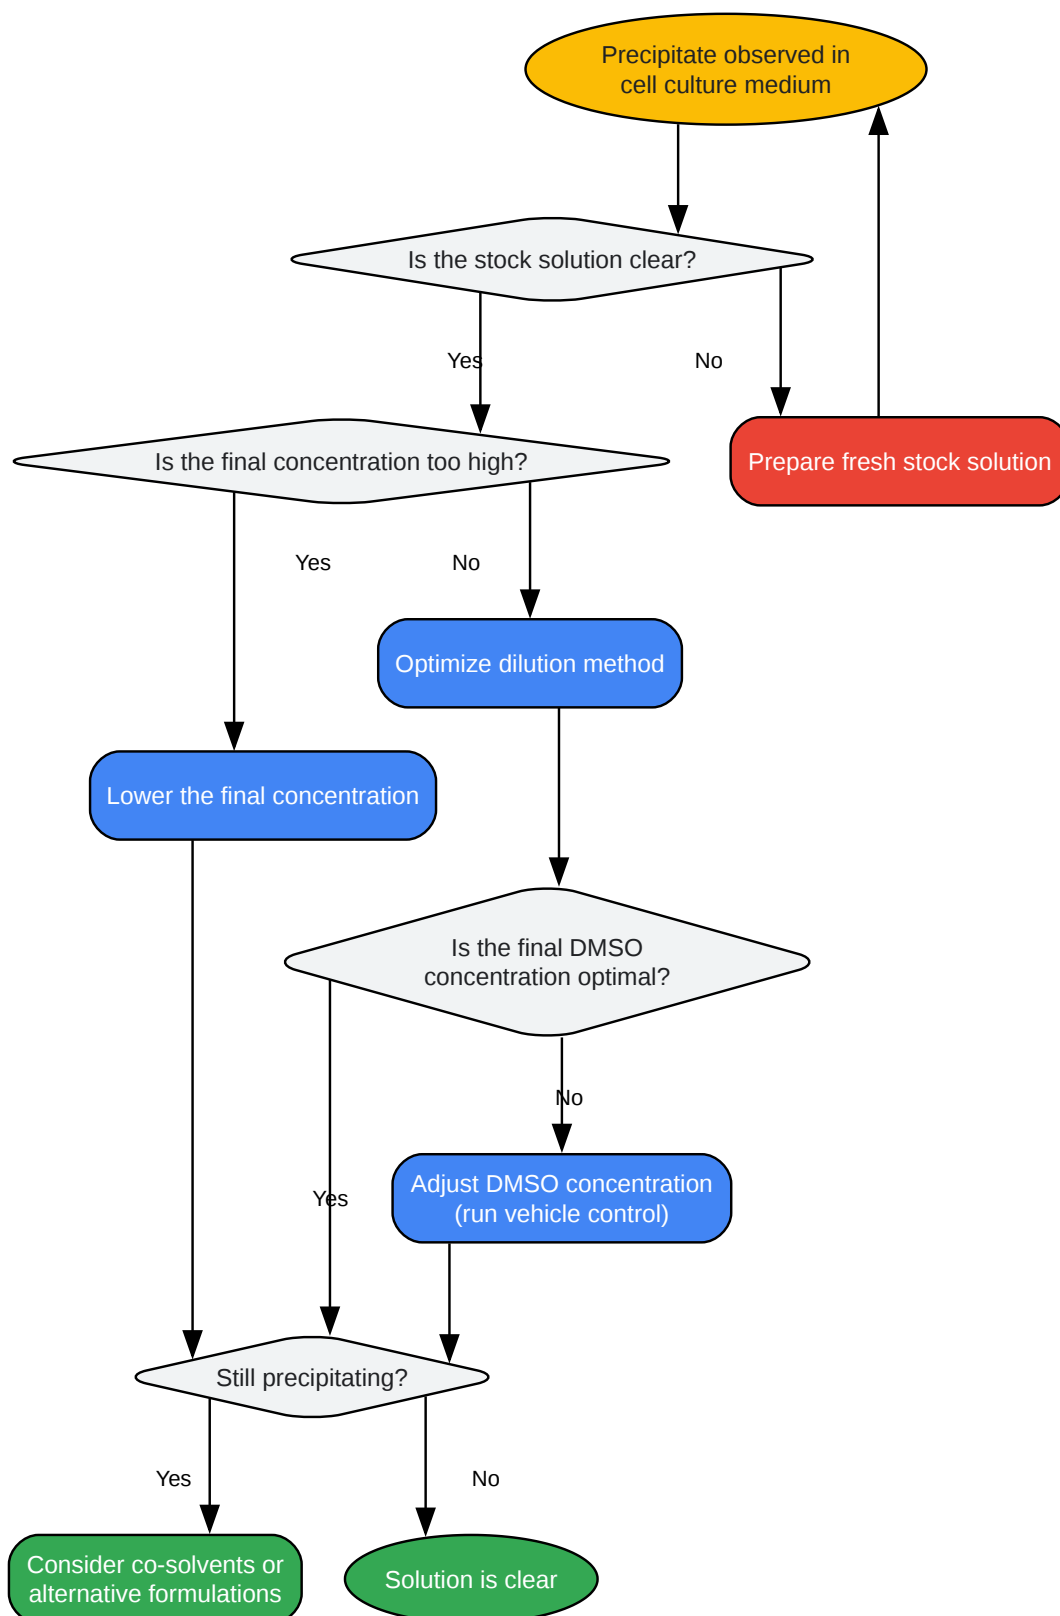 Precipitate observed in
cell culture medium
Is the stock solution clear?
Yes
No
Is the final concentration too high?
Prepare fresh stock solution
Yes
No
Optimize dilution method
Lower the final concentration
Is the final DMSO
concentration optimal?
No
Adjust DMSO concentration
(run vehicle control)
Yes
Still precipitating?
Yes
No
Consider co-solvents or
alternative formulations
Solution is clear